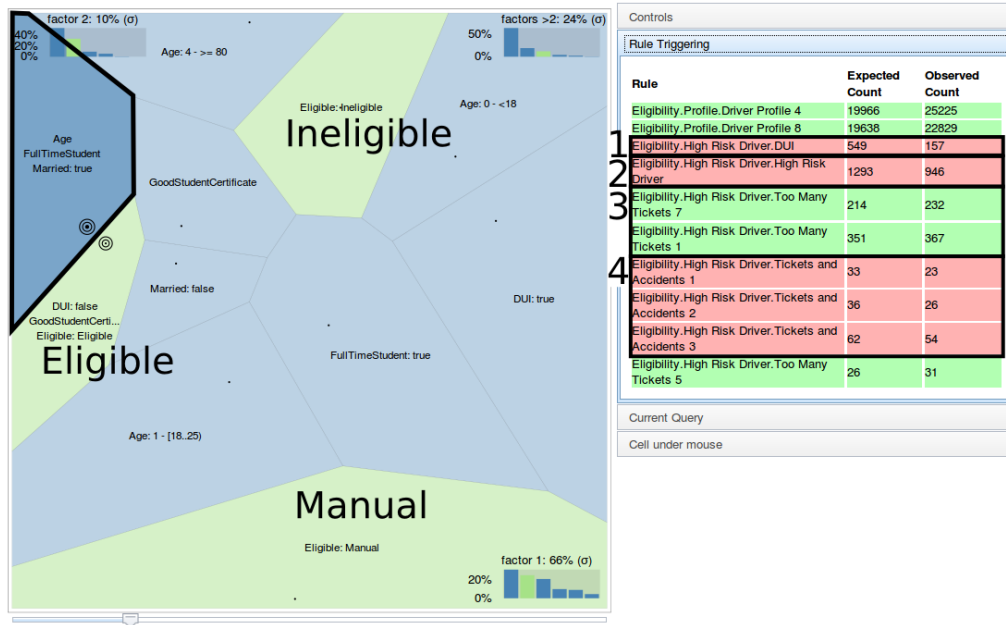 factor 2: 10% (σ)
40%
20%
0%
Age: 4 - >= 80
factors >2: 24% (σ)
50%
0%
Eligible: Ineligible
Age: 0 - <18
Ineligible
Age
FullTimeStudent
Married: true
GoodStudentCertificate
Married: false
DUI: true
DUI: false
GoodStudentCerti...
Eligible: Eligible
Eligible
FullTimeStudent: true
Age: 1 - [18..25)
Manual
Eligible: Manual
factor 1: 66% (σ)
20%
0%
Controls
Rule Triggering
Rule Expected Count Observed Count
Eligibility.Profile.Driver Profile 4 19966 25225
Eligibility.Profile.Driver Profile 8 19638 22829
1 Eligibility.High Risk Driver.DUI 549 157
2 Eligibility.High Risk Driver.High Risk
Driver 1293 946
3 Eligibility.High Risk Driver.Too Many
Tickets 7 214 232
Eligibility.High Risk Driver.Too Many
Tickets 1 351 367
4 Eligibility.High Risk Driver.Tickets and
Accidents 1 33 23
Eligibility.High Risk Driver.Tickets and
Accidents 2 36 26
Eligibility.High Risk Driver.Tickets and
Accidents 3 62 54
Eligibility.High Risk Driver.Too Many
Tickets 5 26 31
Current Query
Cell under mouse